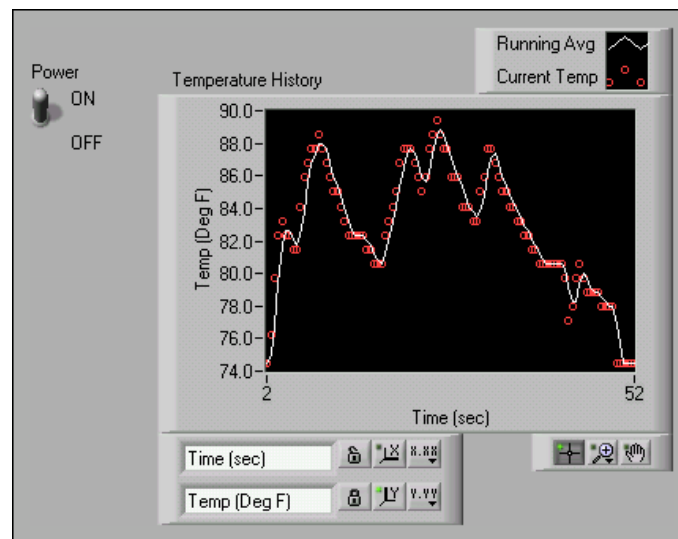 Running Avg
Current Temp
Power
ON
OFF
Temperature History
90.0
88.0
86.0
84.0
82.0
80.0
78.0
76.0
74.0
Temp (Deg F)
2
52
Time (sec)
Time (sec)
X
X.XX
Temp (Deg F)
Y
Y.YY